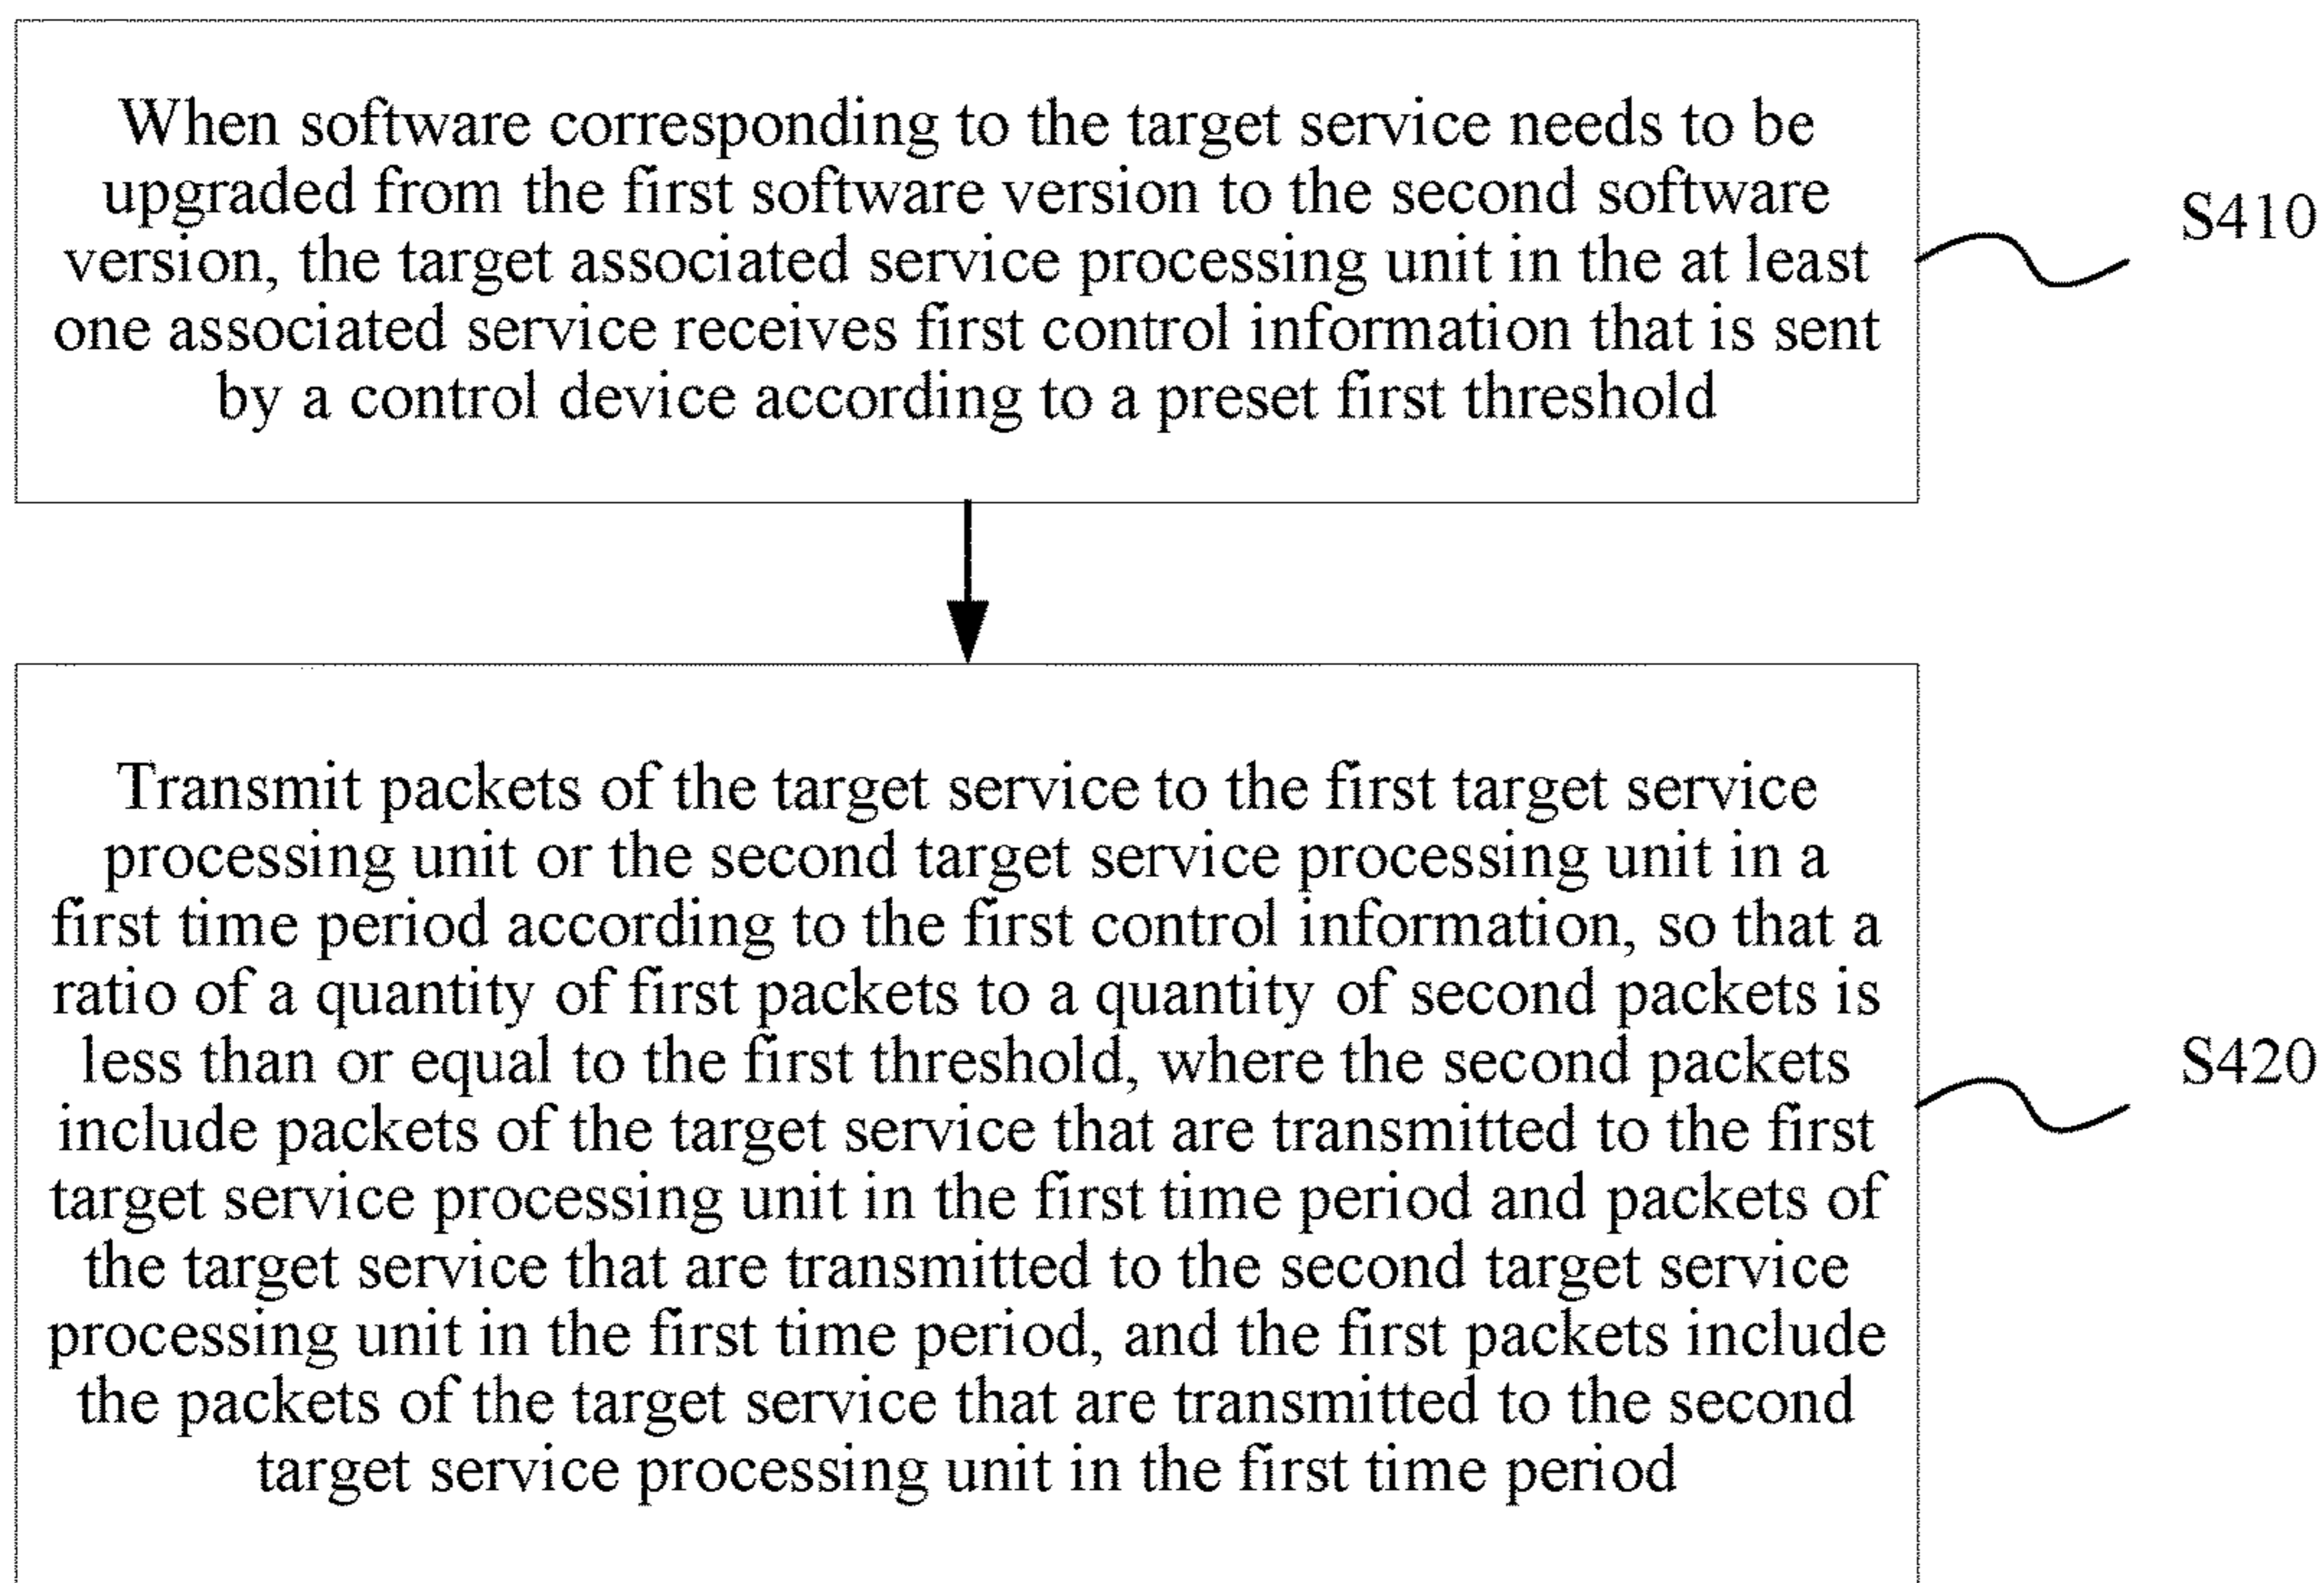 When software corresponding to the target service needs to be
upgraded from the first software version to the second software
version, the target associated service processing unit in the at least
one associated service receives first control information that is sent
by a control device according to a preset first threshold
S410
Transmit packets of the target service to the first target service
processing unit or the second target service processing unit in a
first time period according to the first control information, so that a
ratio of a quantity of first packets to a quantity of second packets is
less than or equal to the first threshold, where the second packets
include packets of the target service that are transmitted to the first
target service processing unit in the first time period and packets of
the target service that are transmitted to the second target service
processing unit in the first time period, and the first packets include
the packets of the target service that are transmitted to the second
target service processing unit in the first time period
S420